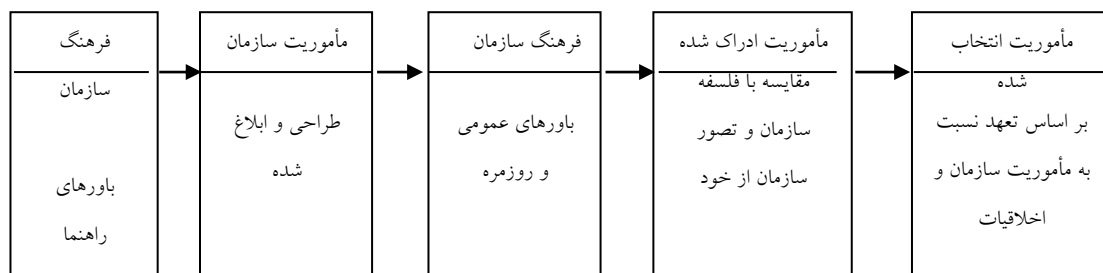 فرهنگ
سازمان
باورهای
راهنما
مأموریت سازمان
طراحی و ابلاغ
شده
فرهنگ سازمان
باورهای عمومی
و روزمره
مأموریت ادراک شده
مقایسه با فلسفه
سازمان و تصور
سازمان از خود
مأموریت انتخاب
شده
بر اساس تعهد نسبت
به مأموریت سازمان و
اخلاقیات